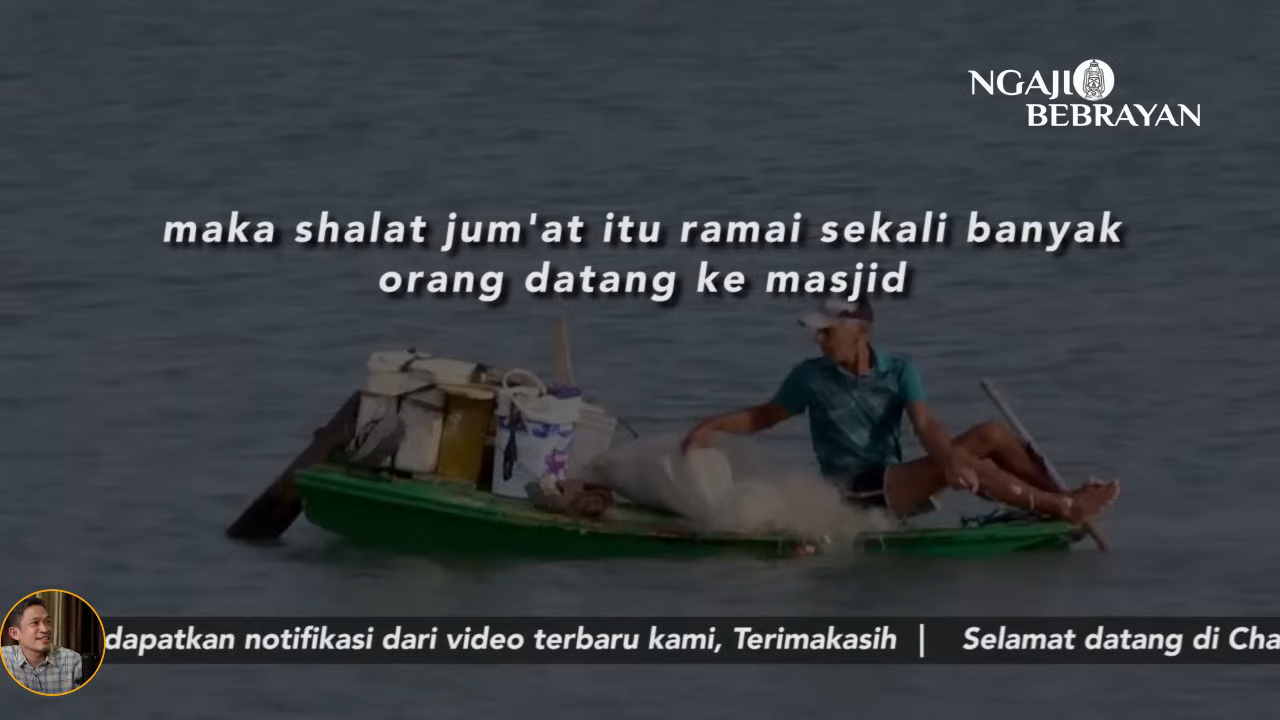 NGAJI
BEBRAYAN
maka shalat jum'at itu ramai sekali banyak
orang datang ke masjid
dapatkan notifikasi dari video terbaru kami, Terimakasih | Selamat datang di Cha